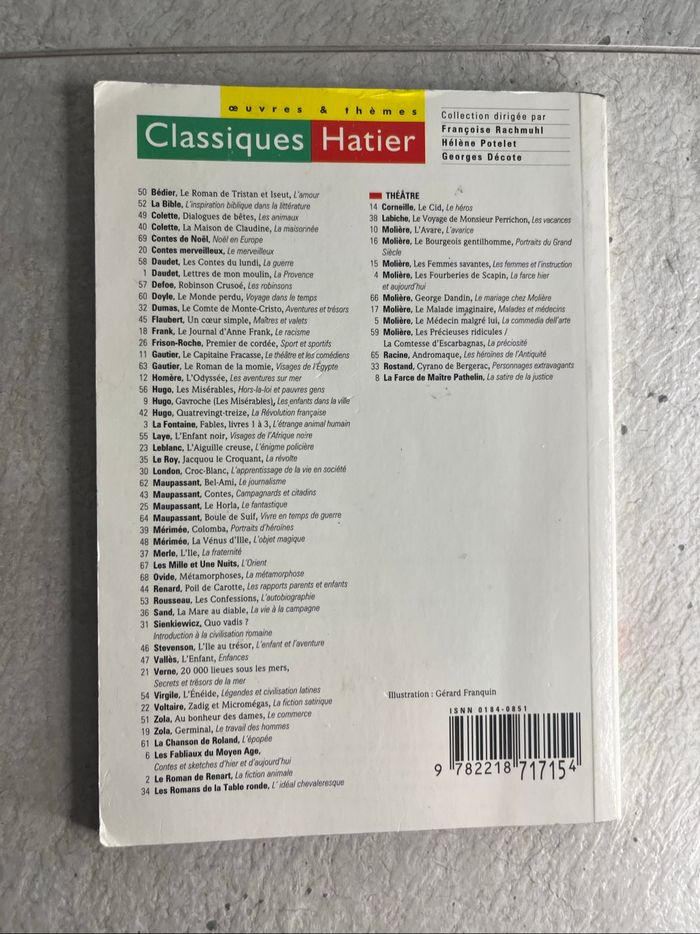 œuvres & thèmes
Classiques Hatier
Collection dirigée par
Françoise Rachmuhl
Hélène Potelet
Georges Décote
50 Bédier, Le Roman de Tristan et Iseut, L'amour
52 La Bible, L'inspiration biblique dans la littérature
49 Colette, Dialogues de bêtes, Les animaux
40 Colette, La Maison de Claudine, La maisonnée
69 Contes de Noël, Noël en Europe
20 Contes merveilleux, Le merveilleux
58 Daudet, Les Contes du lundi, La guerre
1 Daudet, Lettres de mon moulin, La Provence
57 Defoe, Robinson Crusoé, Les robinsons
60 Doyle, Le Monde perdu, Voyage dans le temps
32 Dumas, Le Comte de Monte-Cristo, Aventures et trésors
45 Flaubert, Un cœur simple, Maîtres et valets
18 Frank, Le Journal d'Anne Frank, Le racisme
26 Frison-Roche, Premier de cordée, Sport et sportifs
11 Gautier, Le Capitaine Fracasse, Le théâtre et les comédiens
63 Gautier, Le Roman de la momie, Visages de l'Égypte
12 Homère, L'Odyssée, Les aventures sur mer
56 Hugo, Les Misérables, Hors-la-loi et pauvres gens
9 Hugo, Gavroche (Les Misérables), Les enfants dans la ville
42 Hugo, Quatrevingt-treize, La Révolution française
3 La Fontaine, Fables, livres 1 à 3, L'étrange animal humain
55 Laye, L'Enfant noir, Visages de l'Afrique noire
23 Leblanc, L'Aiguille creuse, L'énigme policière
35 Le Roy, Jacquou le Croquant, La révolte
30 London, Croc-Blanc, L'apprentissage de la vie en société
62 Maupassant, Bel-Ami, Le journalisme
43 Maupassant, Contes, Campagnards et citadins
25 Maupassant, Le Horla, Le fantastique
64 Maupassant, Boule de Suif, Vivre en temps de guerre
39 Mérimée, Colomba, Portraits d'héroïnes
48 Mérimée, La Vénus d'Ille, L'objet magique
37 Merle, L'Ile, La fraternité
67 Les Mille et Une Nuits, L'Orient
68 Ovide, Métamorphoses, La métamorphose
44 Renard, Poil de Carotte, Les rapports parents et enfants
53 Rousseau, Les Confessions, L'autobiographie
36 Sand, La Mare au diable, La vie à la campagne
31 Sienkiewicz, Quo vadis ?
Introduction à la civilisation romaine
46 Stevenson, L'Ile au trésor, L'enfant et l'aventure
47 Vallès, L'Enfant, Enfances
21 Verne, 20 000 lieues sous les mers,
Secrets et trésors de la mer
54 Virgile, L'Énéide, Légendes et civilisation latines
22 Voltaire, Zadig et Micromégas, La fiction satirique
51 Zola, Au bonheur des dames, Le commerce
19 Zola, Germinal, Le travail des hommes
61 La Chanson de Roland, L'épopée
6 Les Fabliaux du Moyen Age,
Contes et sketches d'hier et d'aujourd'hui
2 Le Roman de Renart, La fiction animale
34 Les Romans de la Table ronde, L' idéal chevaleresque
THÉÂTRE
14 Corneille, Le Cid, Le héros
38 Labiche, Le Voyage de Monsieur Perrichon, Les vacances
10 Molière, L'Avare, L'avarice
16 Molière, Le Bourgeois gentilhomme, Portraits du Grand
Siècle
15 Molière, Les Femmes savantes, Les femmes et l'instruction
4 Molière, Les Fourberies de Scapin, La farce hier
et aujourd'hui
66 Molière, George Dandin, Le mariage chez Molière
17 Molière, Le Malade imaginaire, Malades et médecins
5 Molière, Le Médecin malgré lui, La commedia dell'arte
59 Molière, Les Précieuses ridicules /
La Comtesse d'Escarbagnas, La préciosité
65 Racine, Andromaque, Les héroïnes de l'Antiquité
33 Rostand, Cyrano de Bergerac, Personnages extravagants
8 La Farce de Maître Pathelin, La satire de la justice
Illustration : Gérard Franquin
ISNN 0184-0851
9 782218 717154